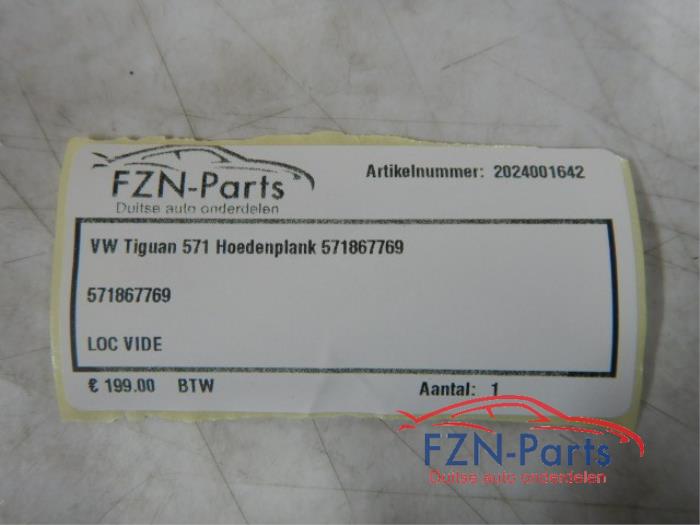 FZN-Parts
Duitse auto onderdelen
Artikelnummer: 2024001642
VW Tiguan 571 Hoedenplank 571867769
571867769
LOC VIDE
€ 199.00 BTW
Aantal: 1
FZN-Parts
Duitse auto onderdelen